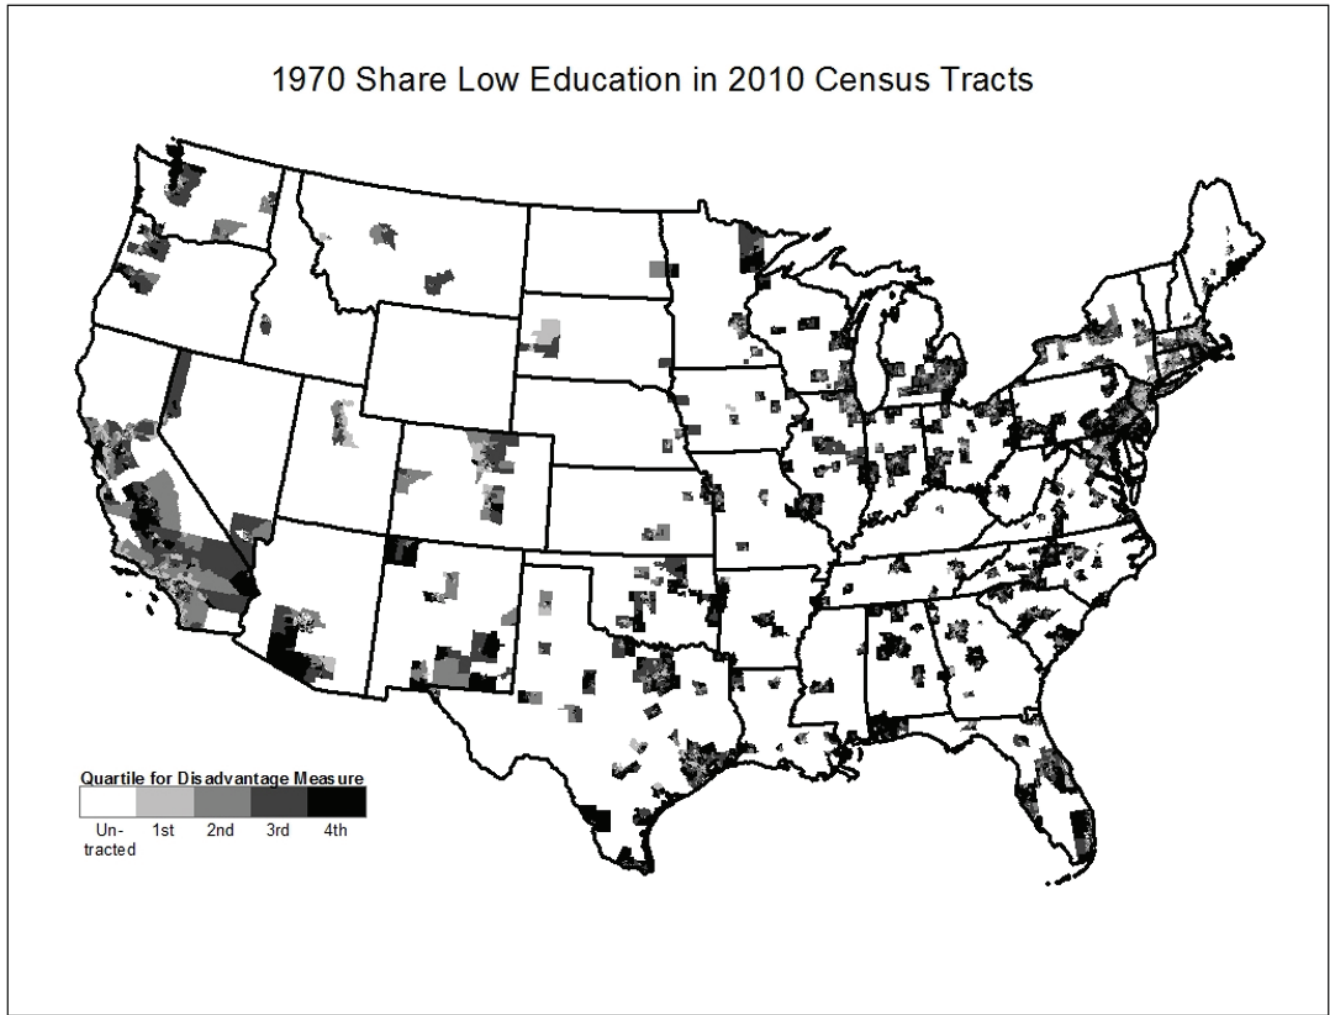 1970 Share Low Education in 2010 Census Tracts
Quartile for Disadvantage Measure
Un-
tracted
1st
2nd
3rd
4th